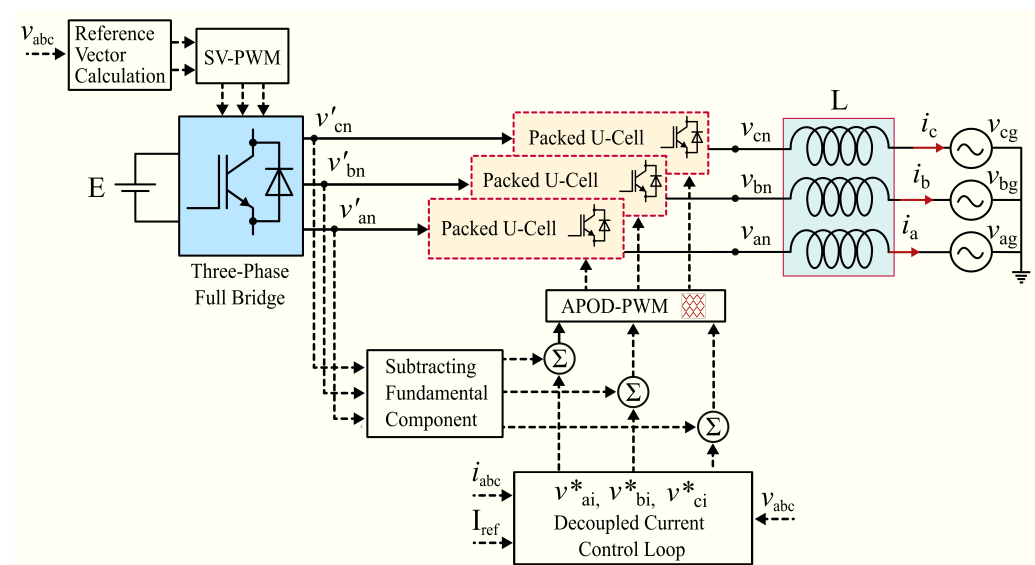 v_abc
Reference
Vector
Calculation
SV-PWM
E
Three-Phase
Full Bridge
v′_cn
v′_bn
v′_an
Packed U-Cell
Packed U-Cell
Packed U-Cell
v_cn
v_bn
v_an
L
i_c
i_b
i_a
v_cg
v_bg
v_ag
APOD-PWM
Subtracting
Fundamental
Component
Σ
Σ
Σ
i_abc
I_ref
v*_ai, v*_bi, v*_ci
Decoupled Current
Control Loop
v_abc